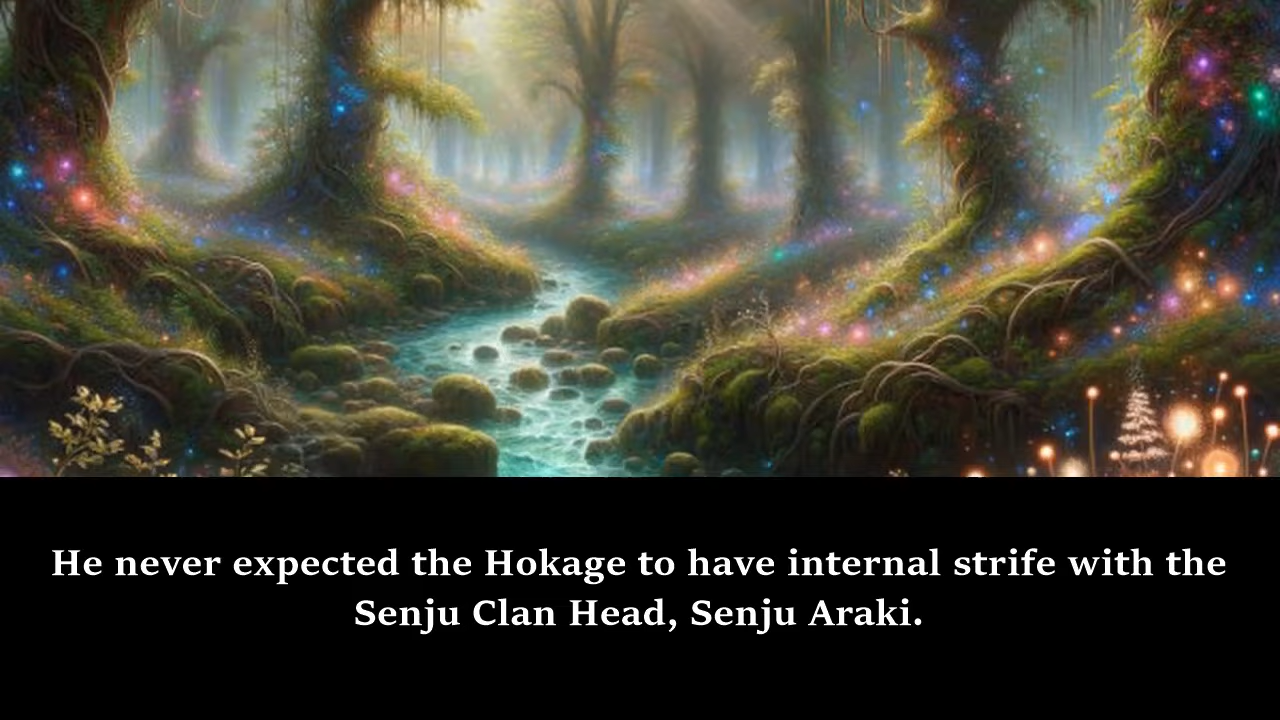 He never expected the Hokage to have internal strife with the
Senju Clan Head, Senju Araki.